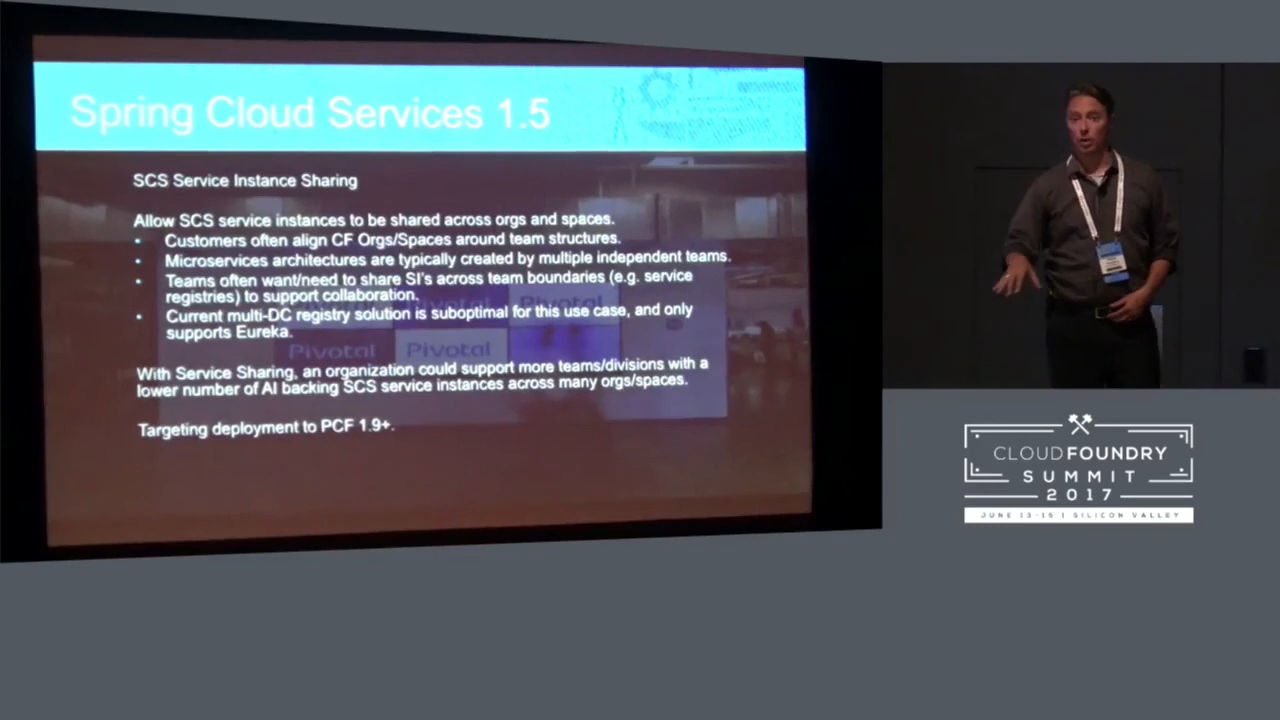 Spring Cloud Services 1.5
SCS Service Instance Sharing
Allow SCS service instances to be shared across orgs and spaces.
• Customers often align CF Orgs/Spaces around team structures.
• Microservices architectures are typically created by multiple independent teams.
• Teams often want/need to share SI's across team boundaries (e.g. service
registries) to support collaboration.
• Current multi-DC registry solution is suboptimal for this use case, and only
supports Eureka.
Pivotal
Pivotal
Pivotal
With Service Sharing, an organization could support more teams/divisions with a
lower number of AI backing SCS service instances across many orgs/spaces.
Targeting deployment to PCF 1.9+.
CLOUD FOUNDRY
SUMMIT
2017
JUNE 13-15 | SILICON VALLEY